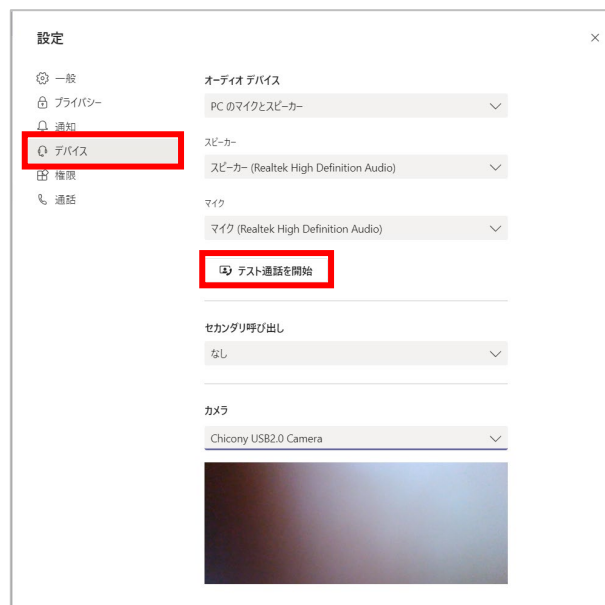 設定
一般
プライバシー
通知
デバイス
権限
通話
オーディオ デバイス
PC のマイクとスピーカー
スピーカー
スピーカー (Realtek High Definition Audio)
マイク
マイク (Realtek High Definition Audio)
テスト通話を開始
セカンダリ呼び出し
なし
カメラ
Chicony USB2.0 Camera